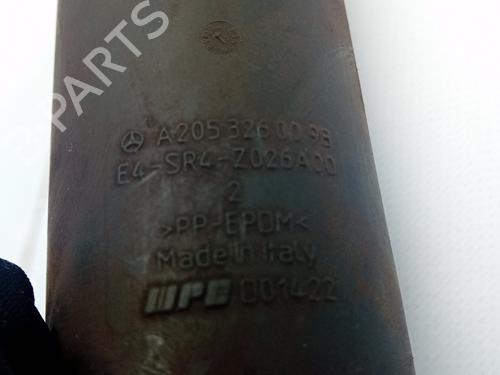 B-PARTS
A205 326 00 98
E4-SR4-Z026A00
2
>PP-EPDM<
Made in Italy
001422